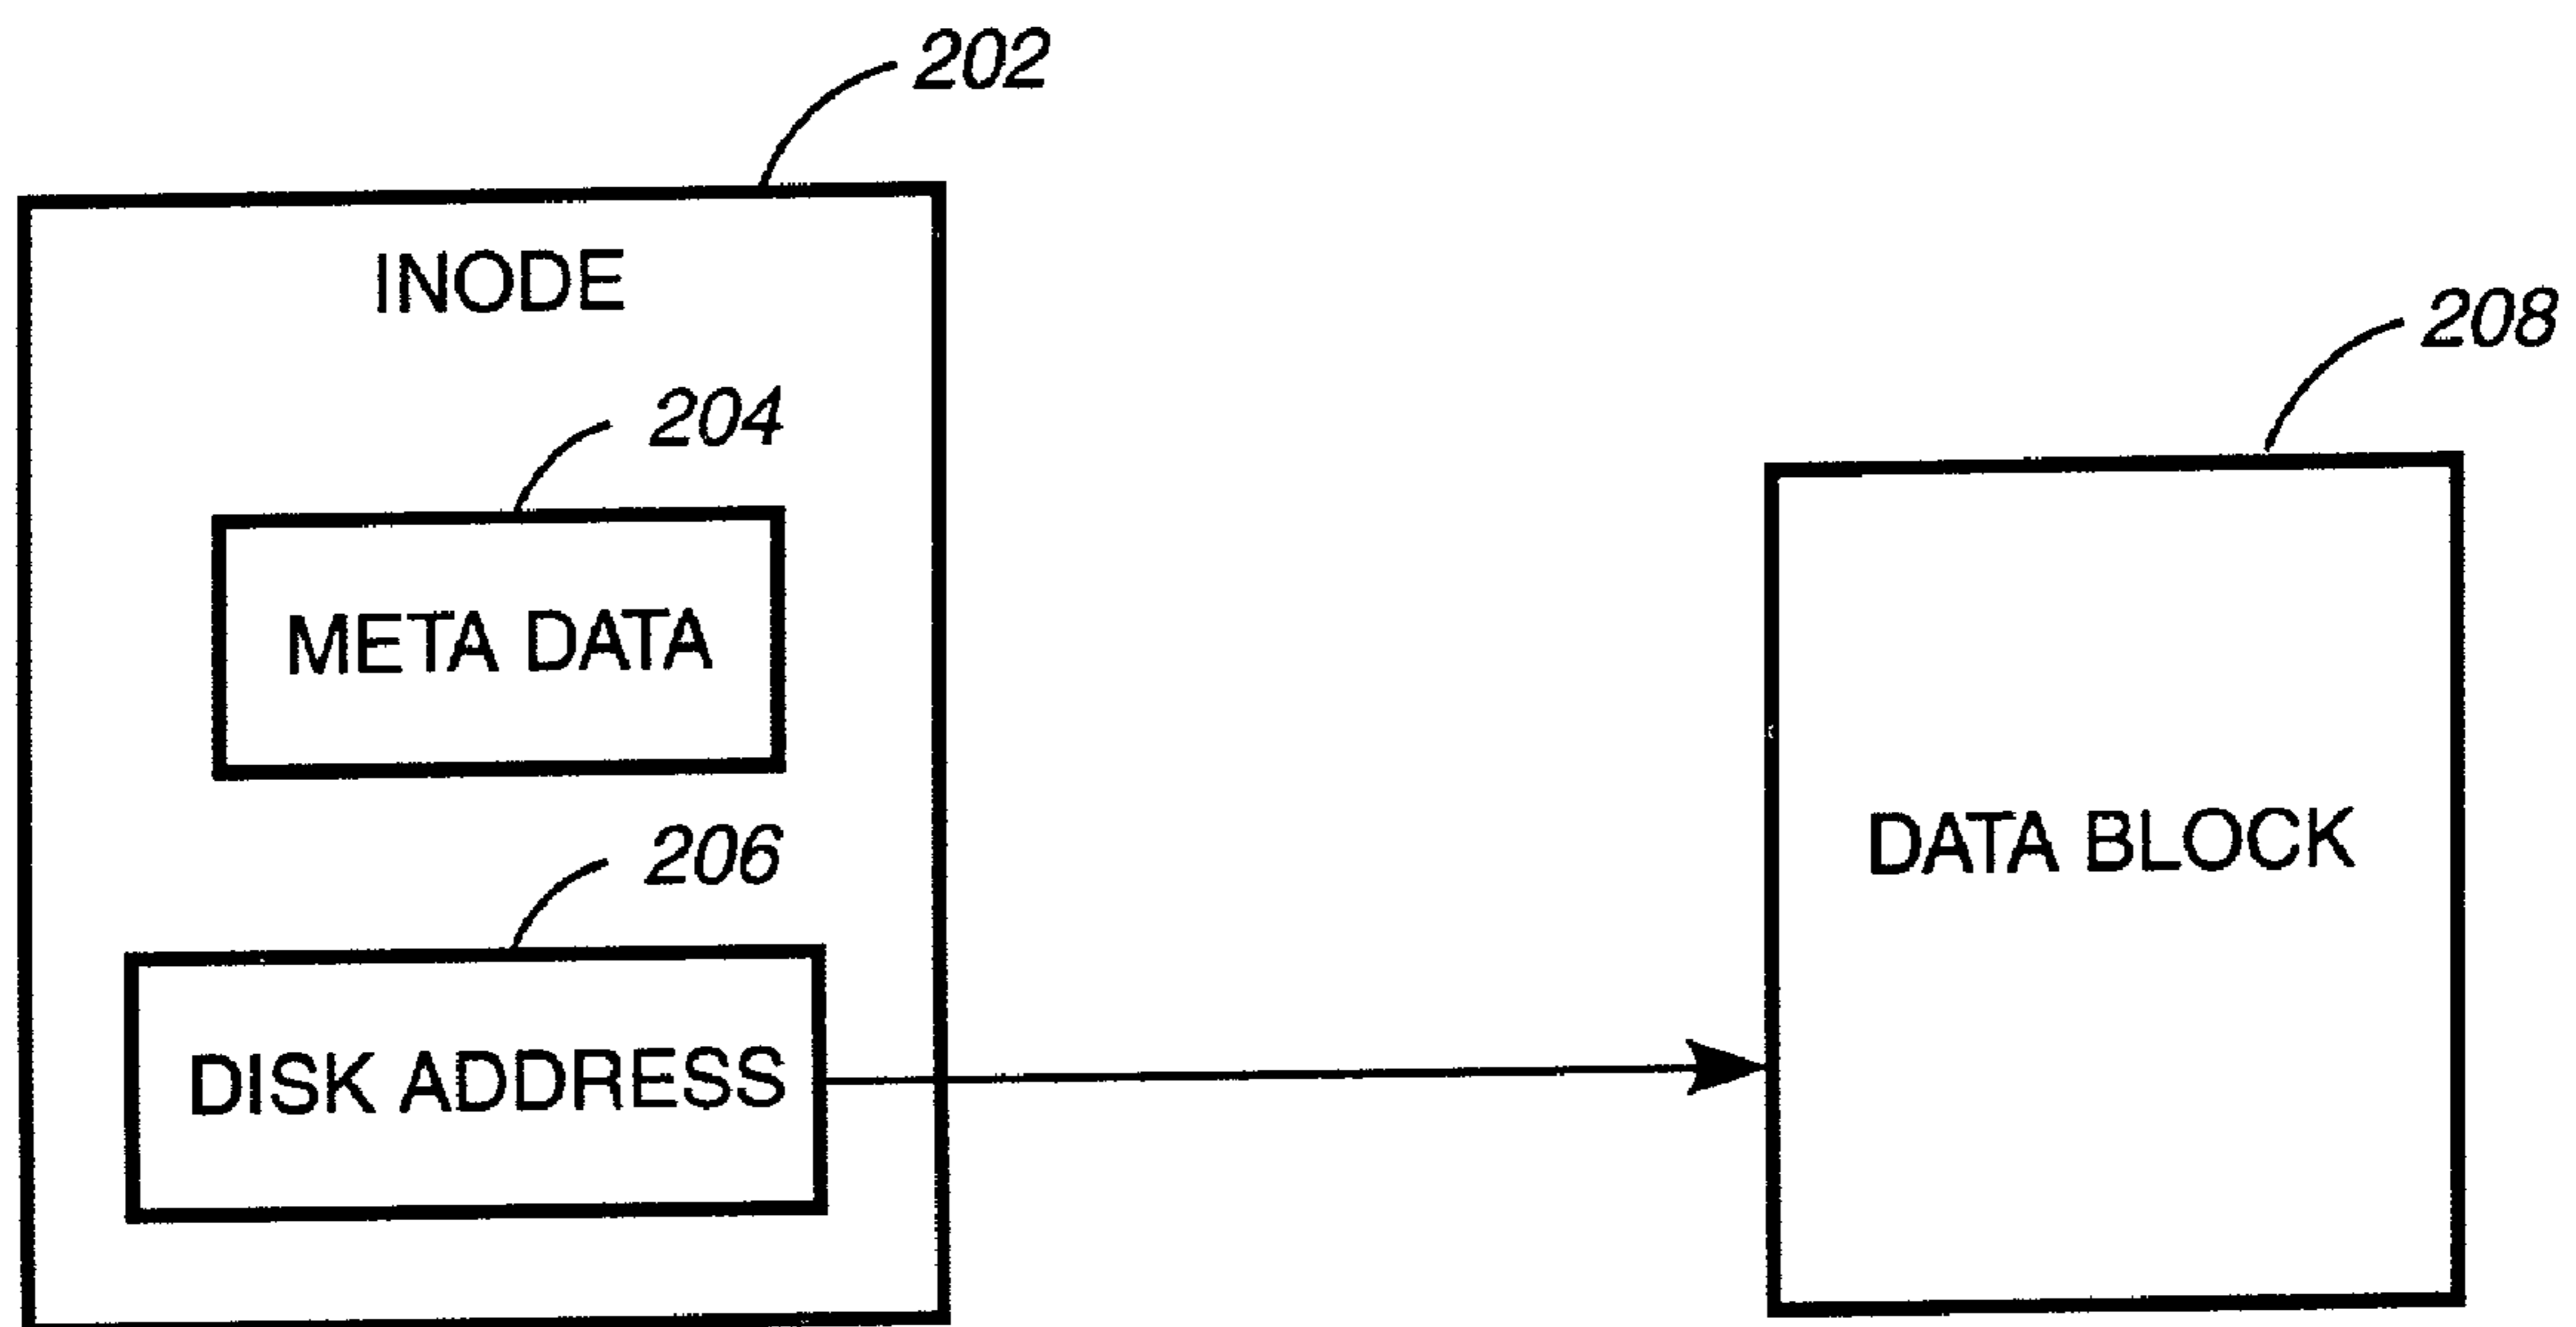 202
INODE
208
204
META DATA
DATA BLOCK
206
DISK ADDRESS